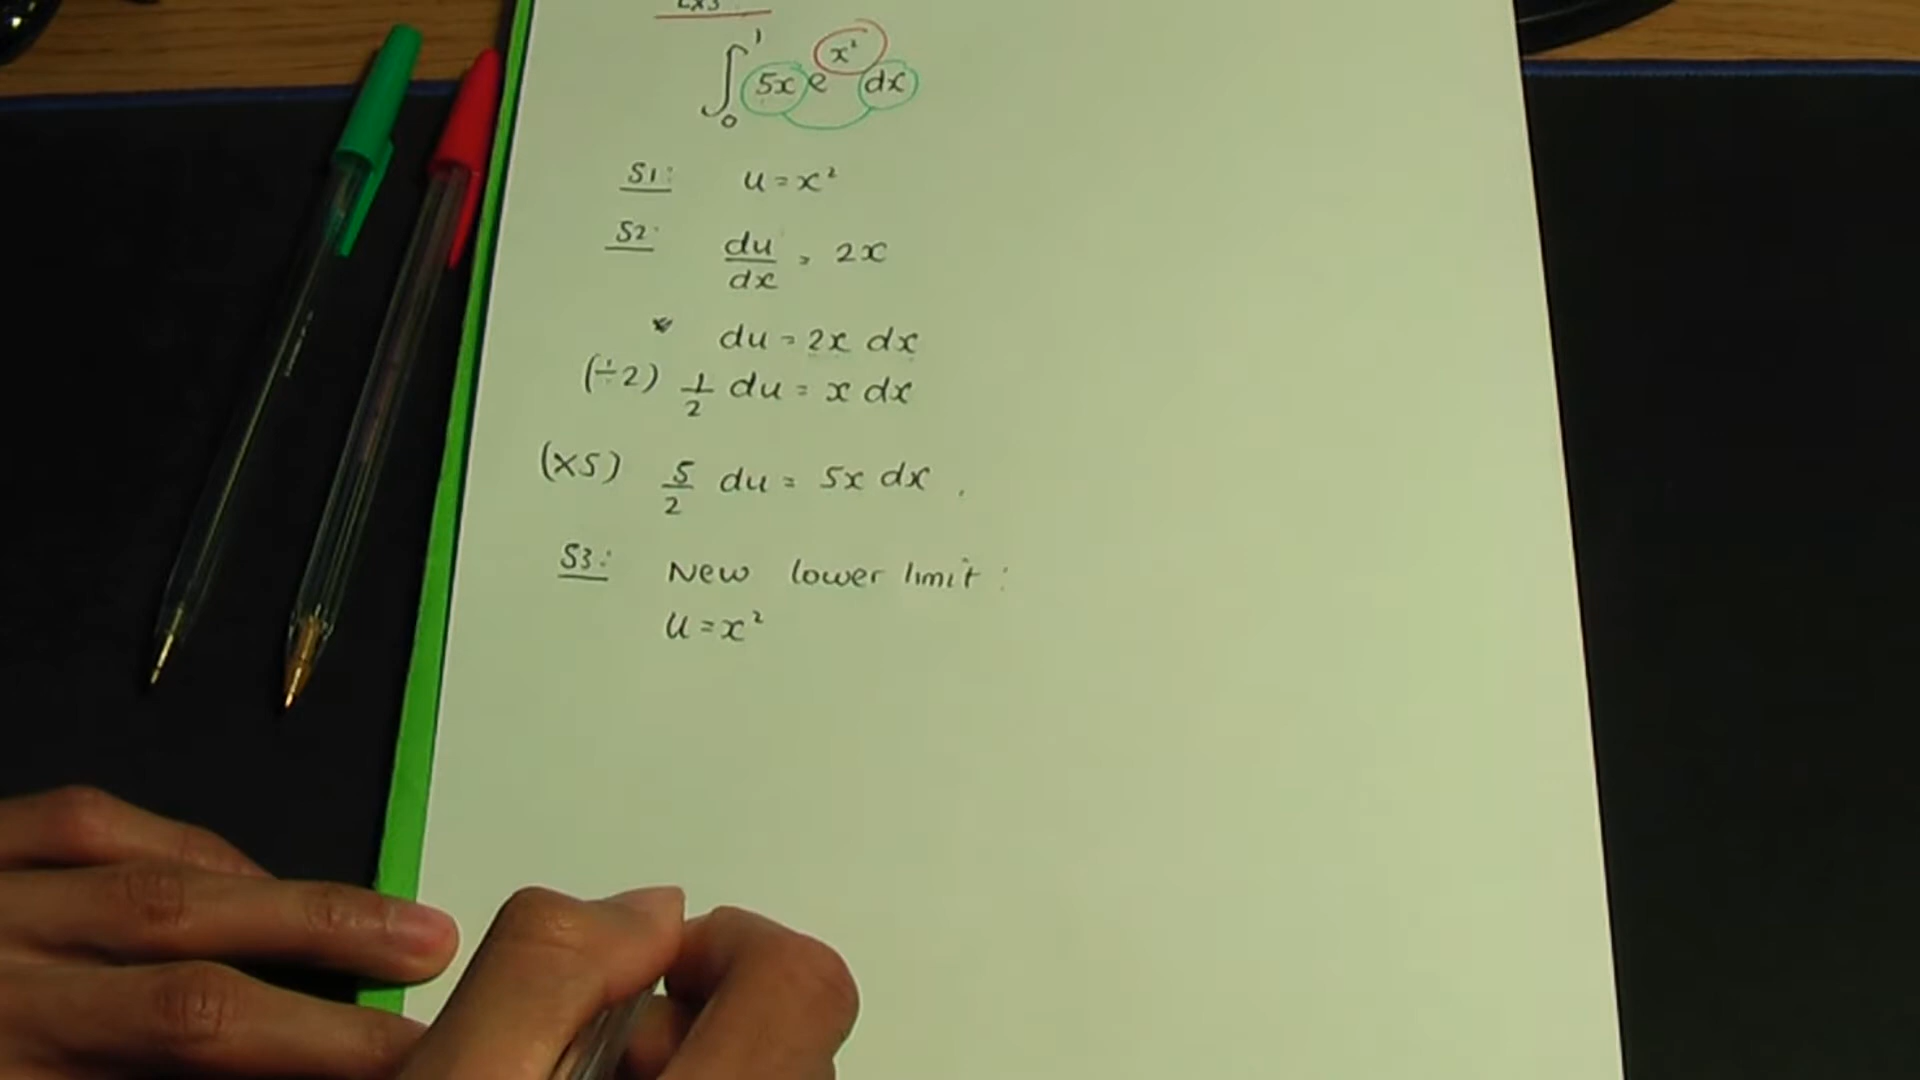 ∫₀¹ 5x e^x² dx
S1: u = x²
S2: du/dx = 2x
* du = 2x dx
(÷2) 1/2 du = x dx
(×5) 5/2 du = 5x dx.
S3: New lower limit:
u = x²